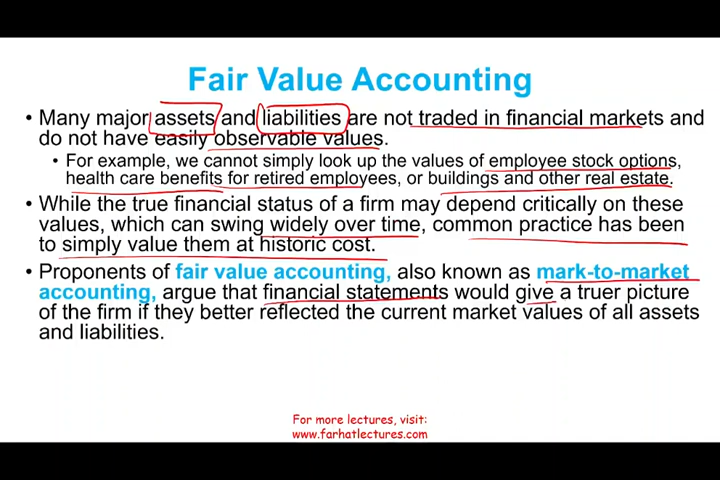 Fair Value Accounting
• Many major assets and liabilities are not traded in financial markets and
do not have easily observable values.
• For example, we cannot simply look up the values of employee stock options,
health care benefits for retired employees, or buildings and other real estate.
• While the true financial status of a firm may depend critically on these
values, which can swing widely over time, common practice has been
to simply value them at historic cost.
• Proponents of fair value accounting, also known as mark-to-market
accounting, argue that financial statements would give a truer picture
of the firm if they better reflected the current market values of all assets
and liabilities.
For more lectures, visit:
www.farhatlectures.com